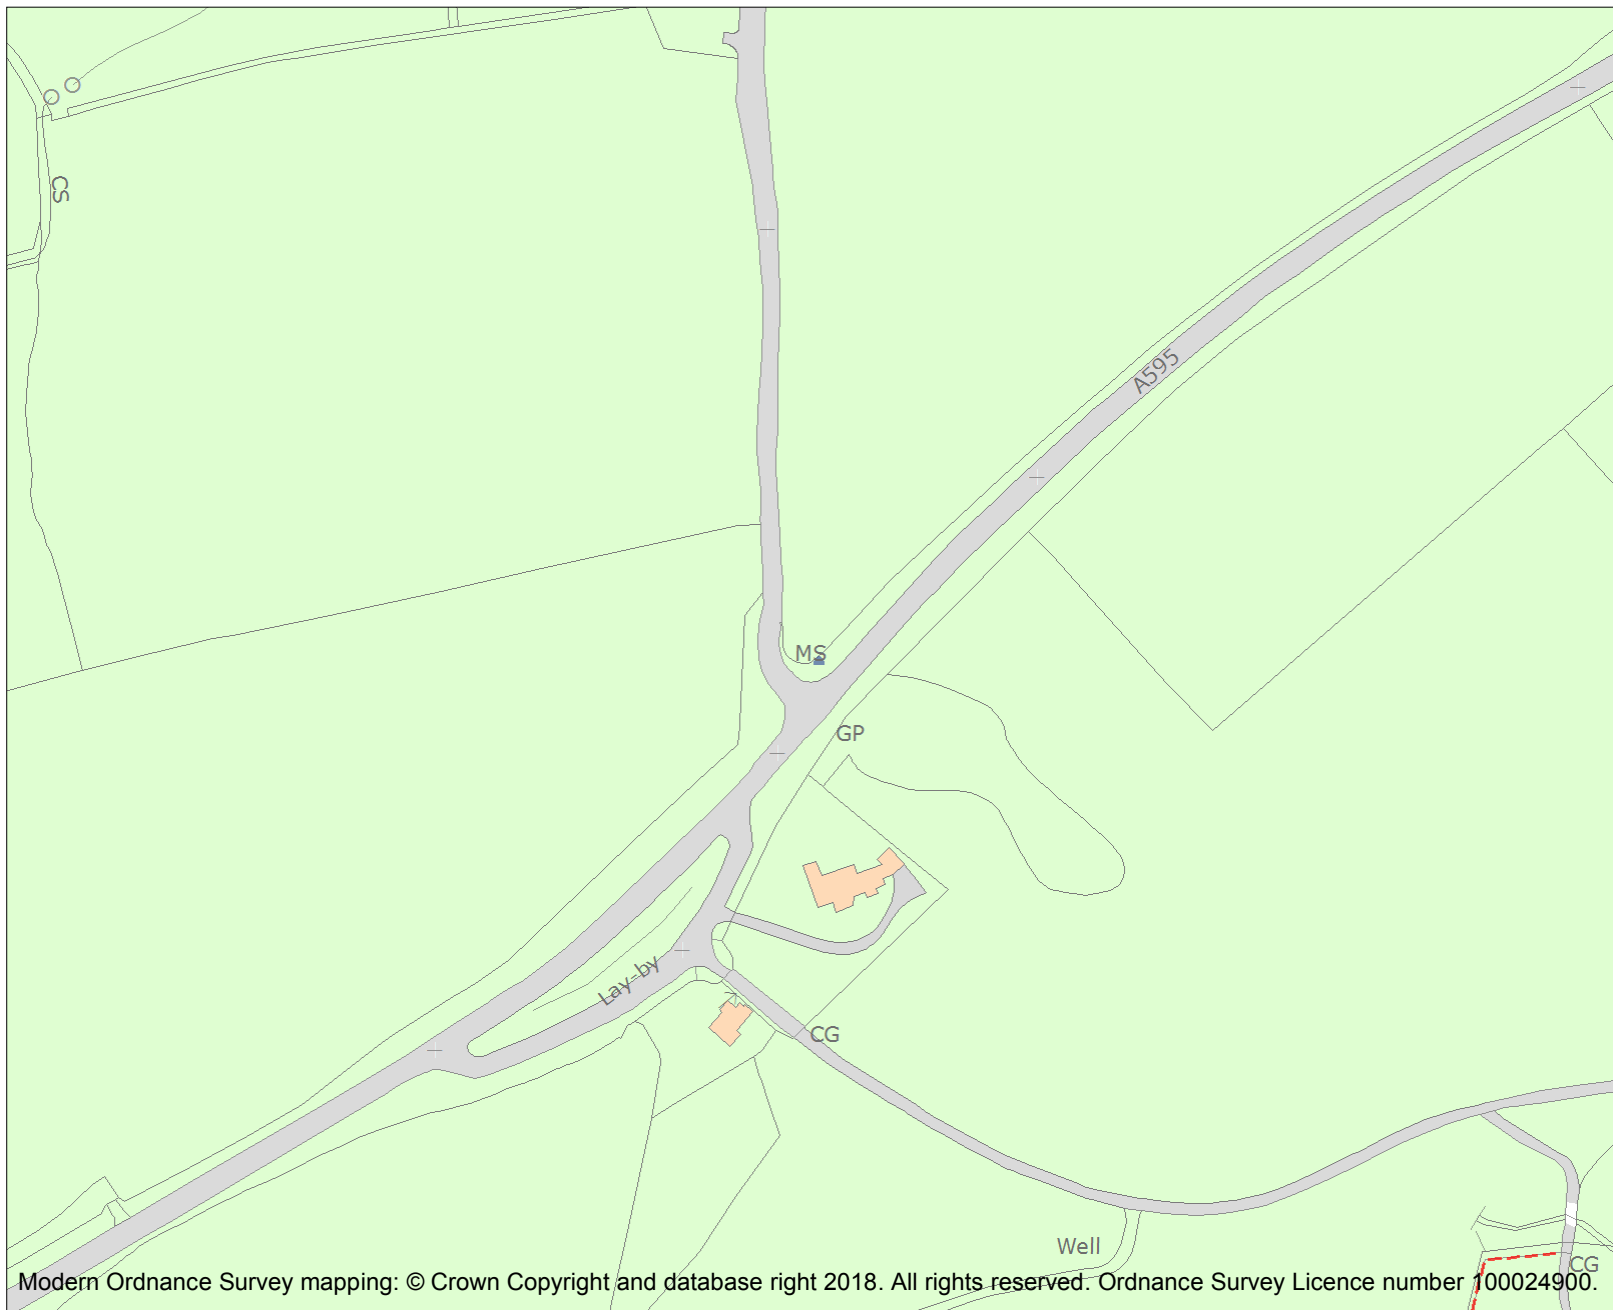 CS
A595
MS
GP
Lay-by
CG
Well
CG
Modern Ordnance Survey mapping: © Crown Copyright and database right 2018. All rights reserved. Ordnance Survey Licence number 100024900.